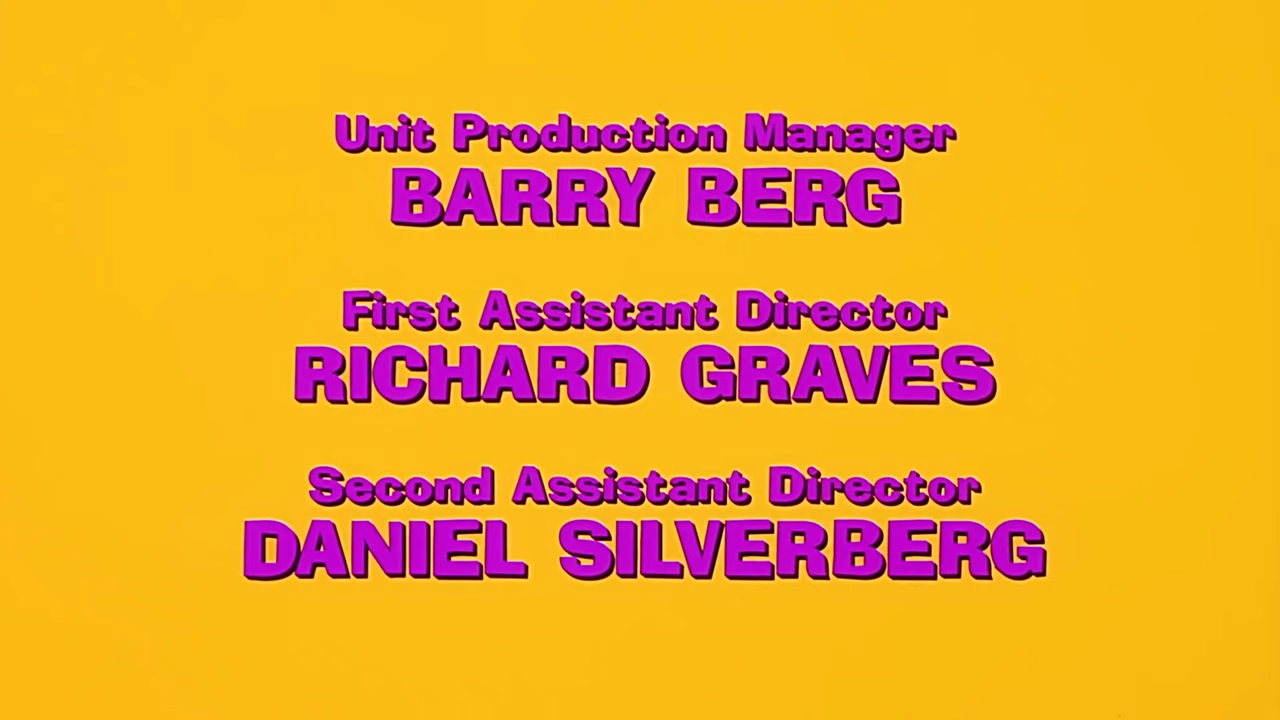 Unit Production Manager
BARRY BERG
First Assistant Director
RICHARD GRAVES
Second Assistant Director
DANIEL SILVERBERG